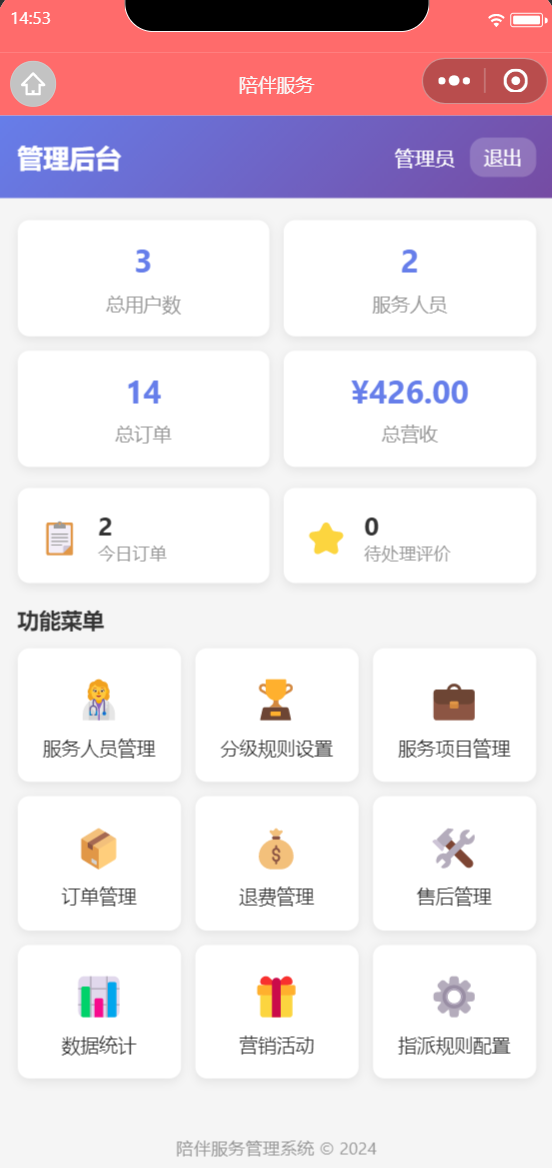 14:53
陪伴服务
管理后台 管理员 退出
3 2
总用户数 服务人员
14 ¥426.00
总订单 总营收
2 0
今日订单 待处理评价
功能菜单
服务人员管理 分级规则设置 服务项目管理
订单管理 退费管理 售后管理
数据统计 营销活动 指派规则配置
陪伴服务管理系统 © 2024